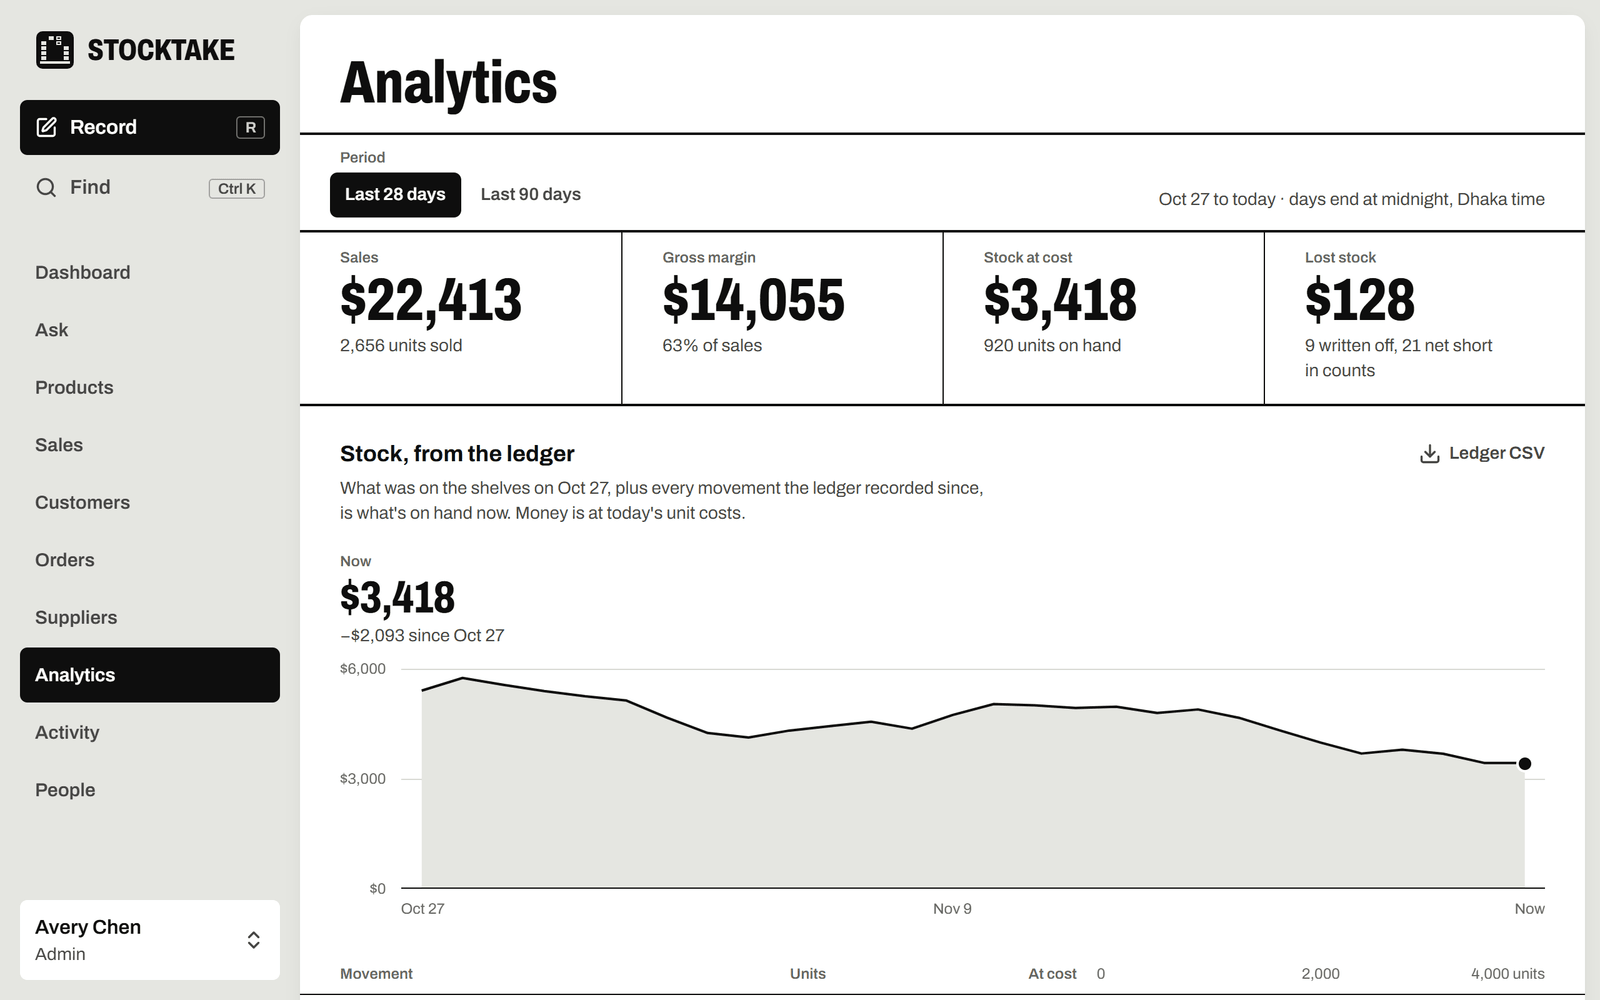 STOCKTAKE
Record R
Find Ctrl K
Dashboard
Ask
Products
Sales
Customers
Orders
Suppliers
Analytics
Activity
People
Avery Chen
Admin
Analytics
Period
Last 28 days Last 90 days
Oct 27 to today · days end at midnight, Dhaka time
Sales
$22,413
2,656 units sold
Gross margin
$14,055
63% of sales
Stock at cost
$3,418
920 units on hand
Lost stock
$128
9 written off, 21 net short
in counts
Stock, from the ledger
Ledger CSV
What was on the shelves on Oct 27, plus every movement the ledger recorded since,
is what's on hand now. Money is at today's unit costs.
Now
$3,418
−$2,093 since Oct 27
$6,000
$3,000
$0
Oct 27 Nov 9 Now
Movement Units At cost 0 2,000 4,000 units